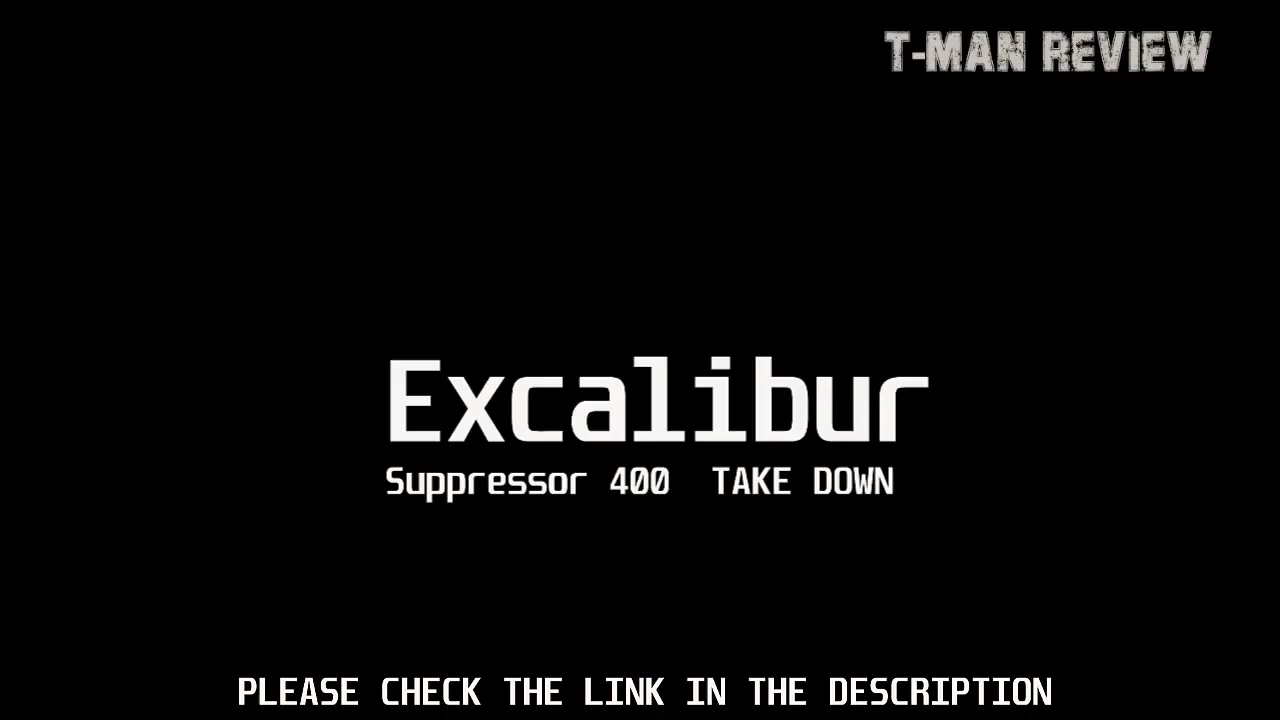 T-MAN REVIEW
Excalibur
Suppressor 400 TAKE DOWN
PLEASE CHECK THE LINK IN THE DESCRIPTION